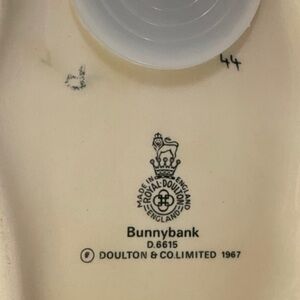 d
44
MADE IN ENGLAND
ROYAL DOULTON
ENGLAND
Bunnybank
D.6615
DOULTON & CO.LIMITED 1967